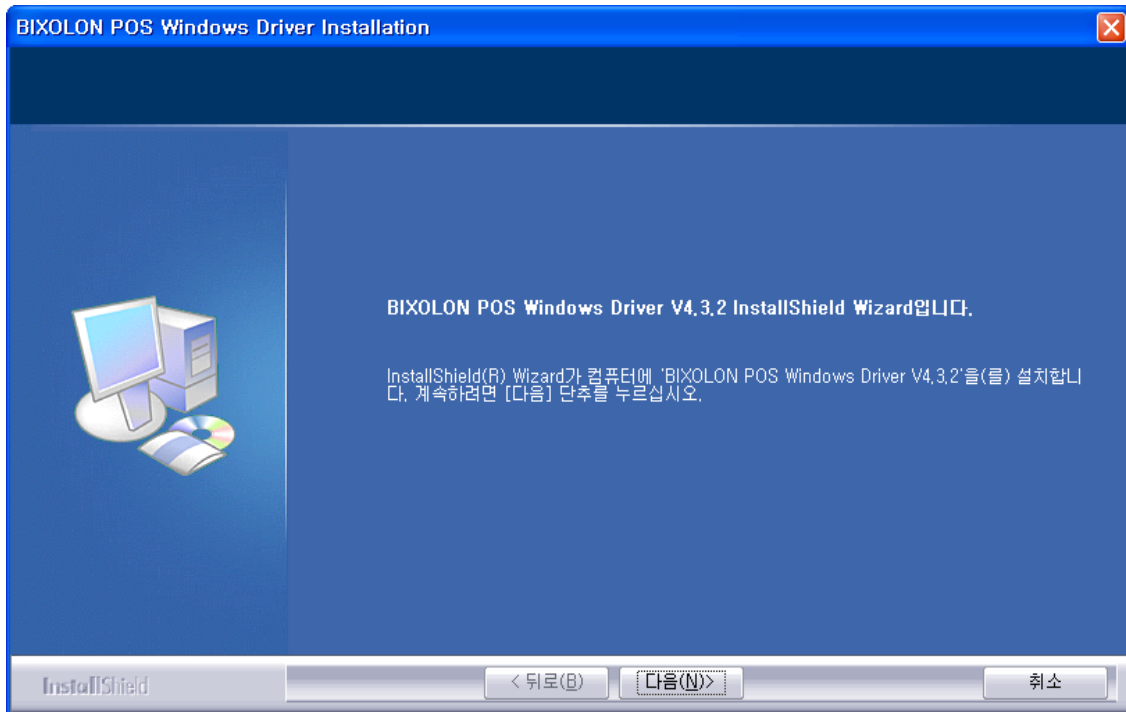 BIXOLON POS Windows Driver Installation
BIXOLON POS Windows Driver V4.3.2 InstallShield Wizard입니다.
InstallShield(R) Wizard가 컴퓨터에 'BIXOLON POS Windows Driver V4.3.2'을(를) 설치합니
다. 계속하려면 [다음] 단추를 누르십시오.
InstallShield
< 뒤로(B)
다음(N)>
취소